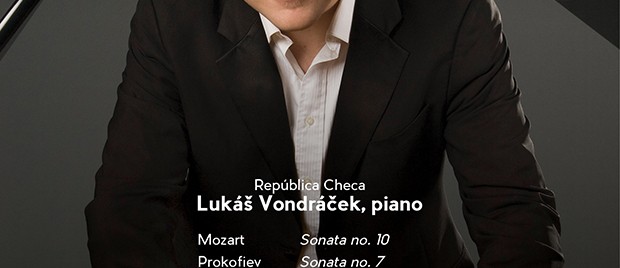 República Checa
Lukáš Vondráček, piano
Mozart Sonata no. 10
Prokofiev Sonata no. 7